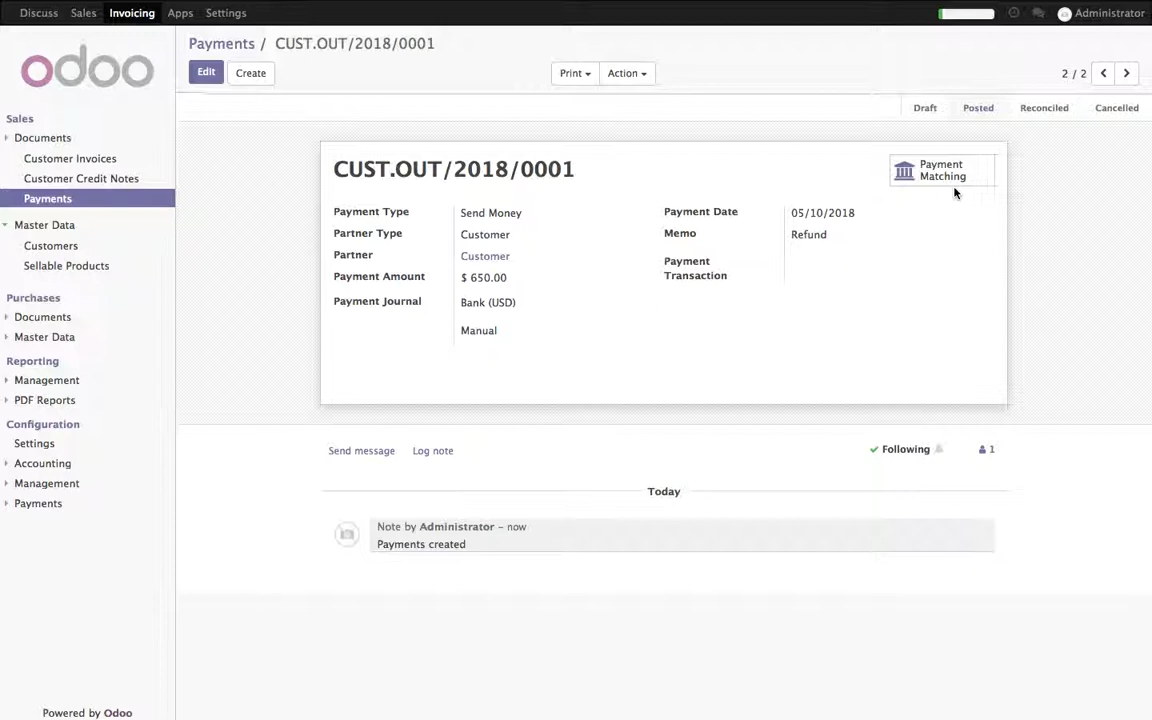 Discuss Sales Invoicing Apps Settings Administrator
odoo
Payments / CUST.OUT/2018/0001
Edit Create Print Action 2 / 2
Draft Posted Reconciled Cancelled
Sales
Documents
Customer Invoices
Customer Credit Notes
Payments
Master Data
Customers
Sellable Products
Purchases
Documents
Master Data
Reporting
Management
PDF Reports
Configuration
Settings
Accounting
Management
Payments
Powered by Odoo
CUST.OUT/2018/0001
Payment
Matching
Payment Type Send Money
Partner Type Customer
Partner Customer
Payment Amount $ 650.00
Payment Journal Bank (USD)
Manual
Payment Date 05/10/2018
Memo Refund
Payment
Transaction
Send message Log note Following 1
Today
Note by Administrator – now
Payments created